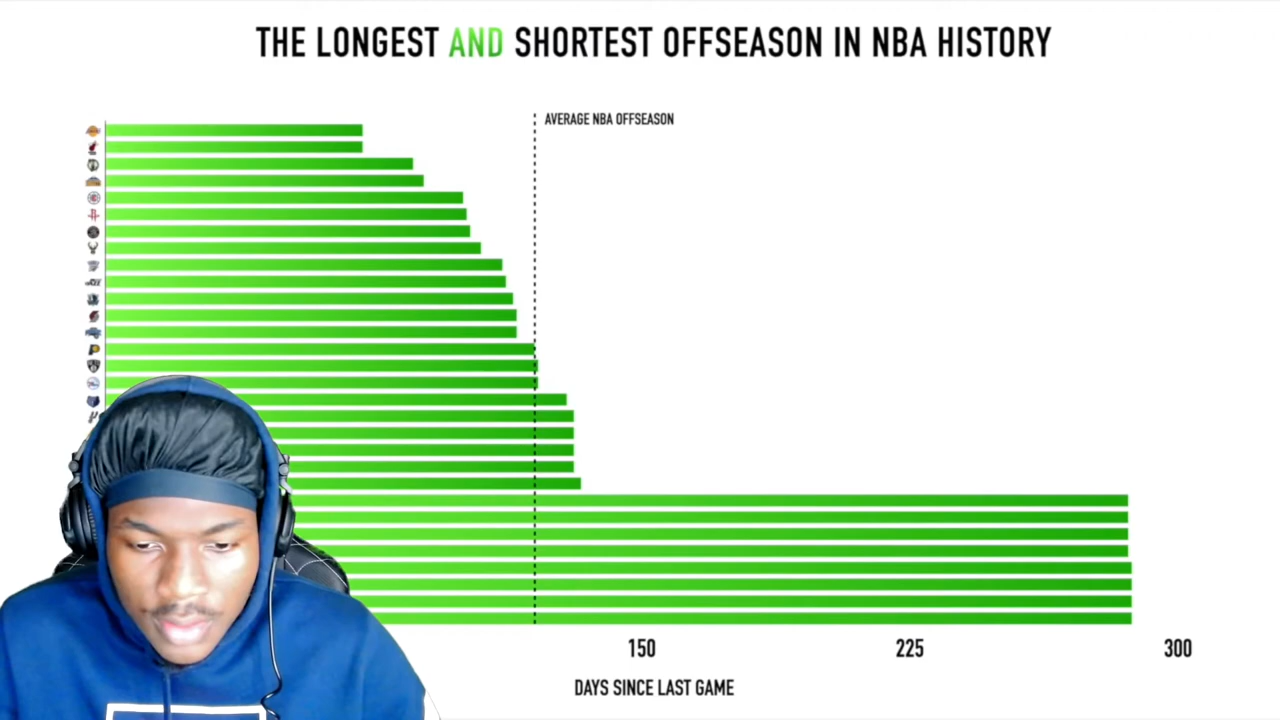 THE LONGEST AND SHORTEST OFFSEASON IN NBA HISTORY
AVERAGE NBA OFFSEASON
150 225 300
DAYS SINCE LAST GAME